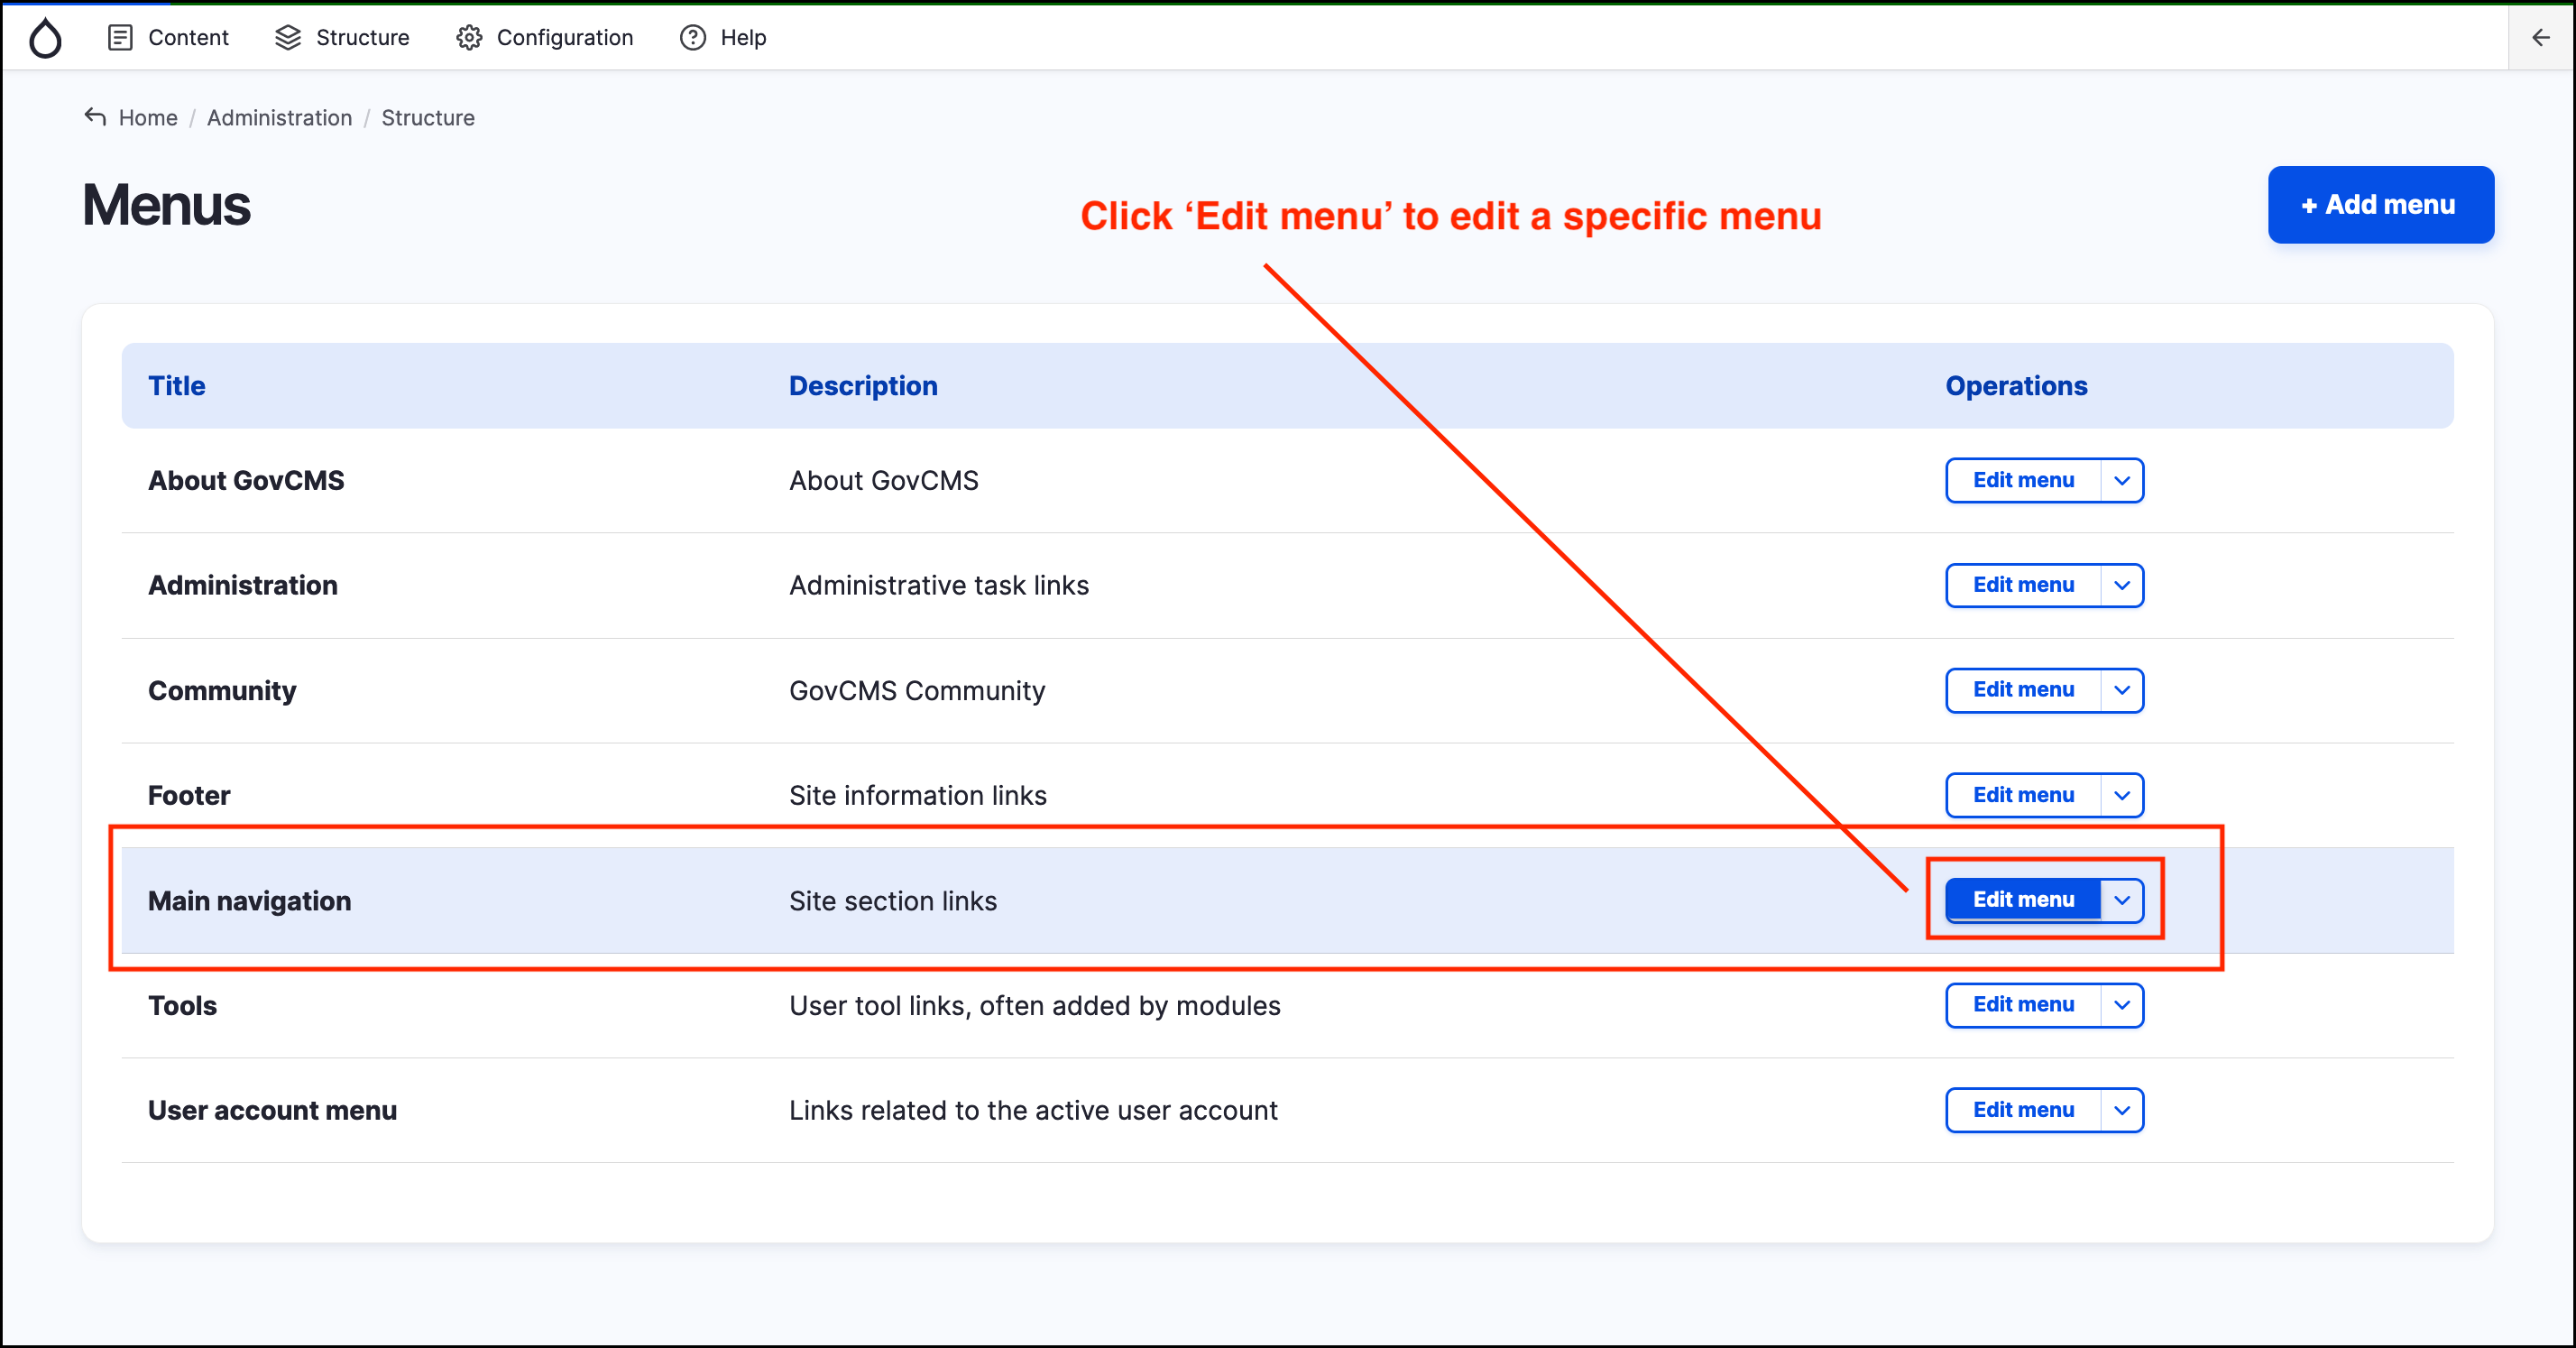 Content Structure Configuration Help
Home / Administration / Structure
Menus
Click ‘Edit menu’ to edit a specific menu
+ Add menu
Title Description Operations
About GovCMS About GovCMS Edit menu
Administration Administrative task links Edit menu
Community GovCMS Community Edit menu
Footer Site information links Edit menu
Main navigation Site section links Edit menu
Tools User tool links, often added by modules Edit menu
User account menu Links related to the active user account Edit menu